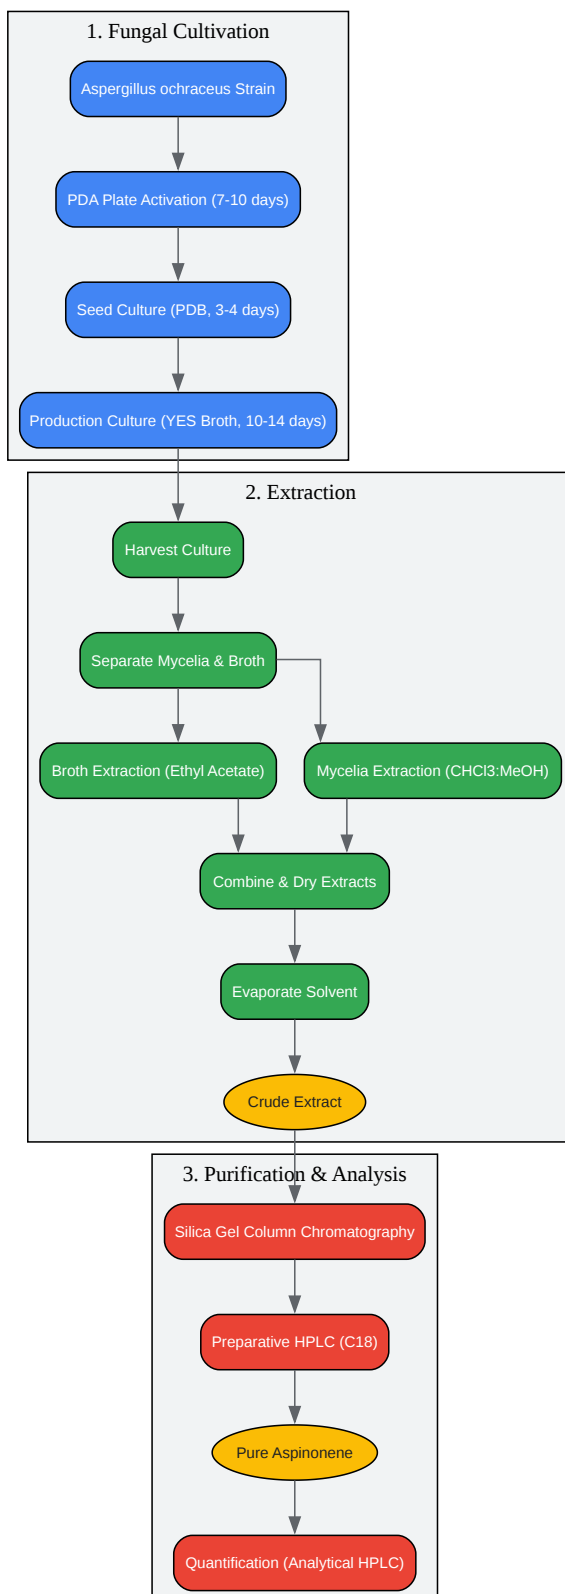 1. Fungal Cultivation
Aspergillus ochraceus Strain
PDA Plate Activation (7-10 days)
Seed Culture (PDB, 3-4 days)
Production Culture (YES Broth, 10-14 days)
2. Extraction
Harvest Culture
Separate Mycelia & Broth
Broth Extraction (Ethyl Acetate)
Mycelia Extraction (CHCl3:MeOH)
Combine & Dry Extracts
Evaporate Solvent
Crude Extract
3. Purification & Analysis
Silica Gel Column Chromatography
Preparative HPLC (C18)
Pure Aspinonene
Quantification (Analytical HPLC)